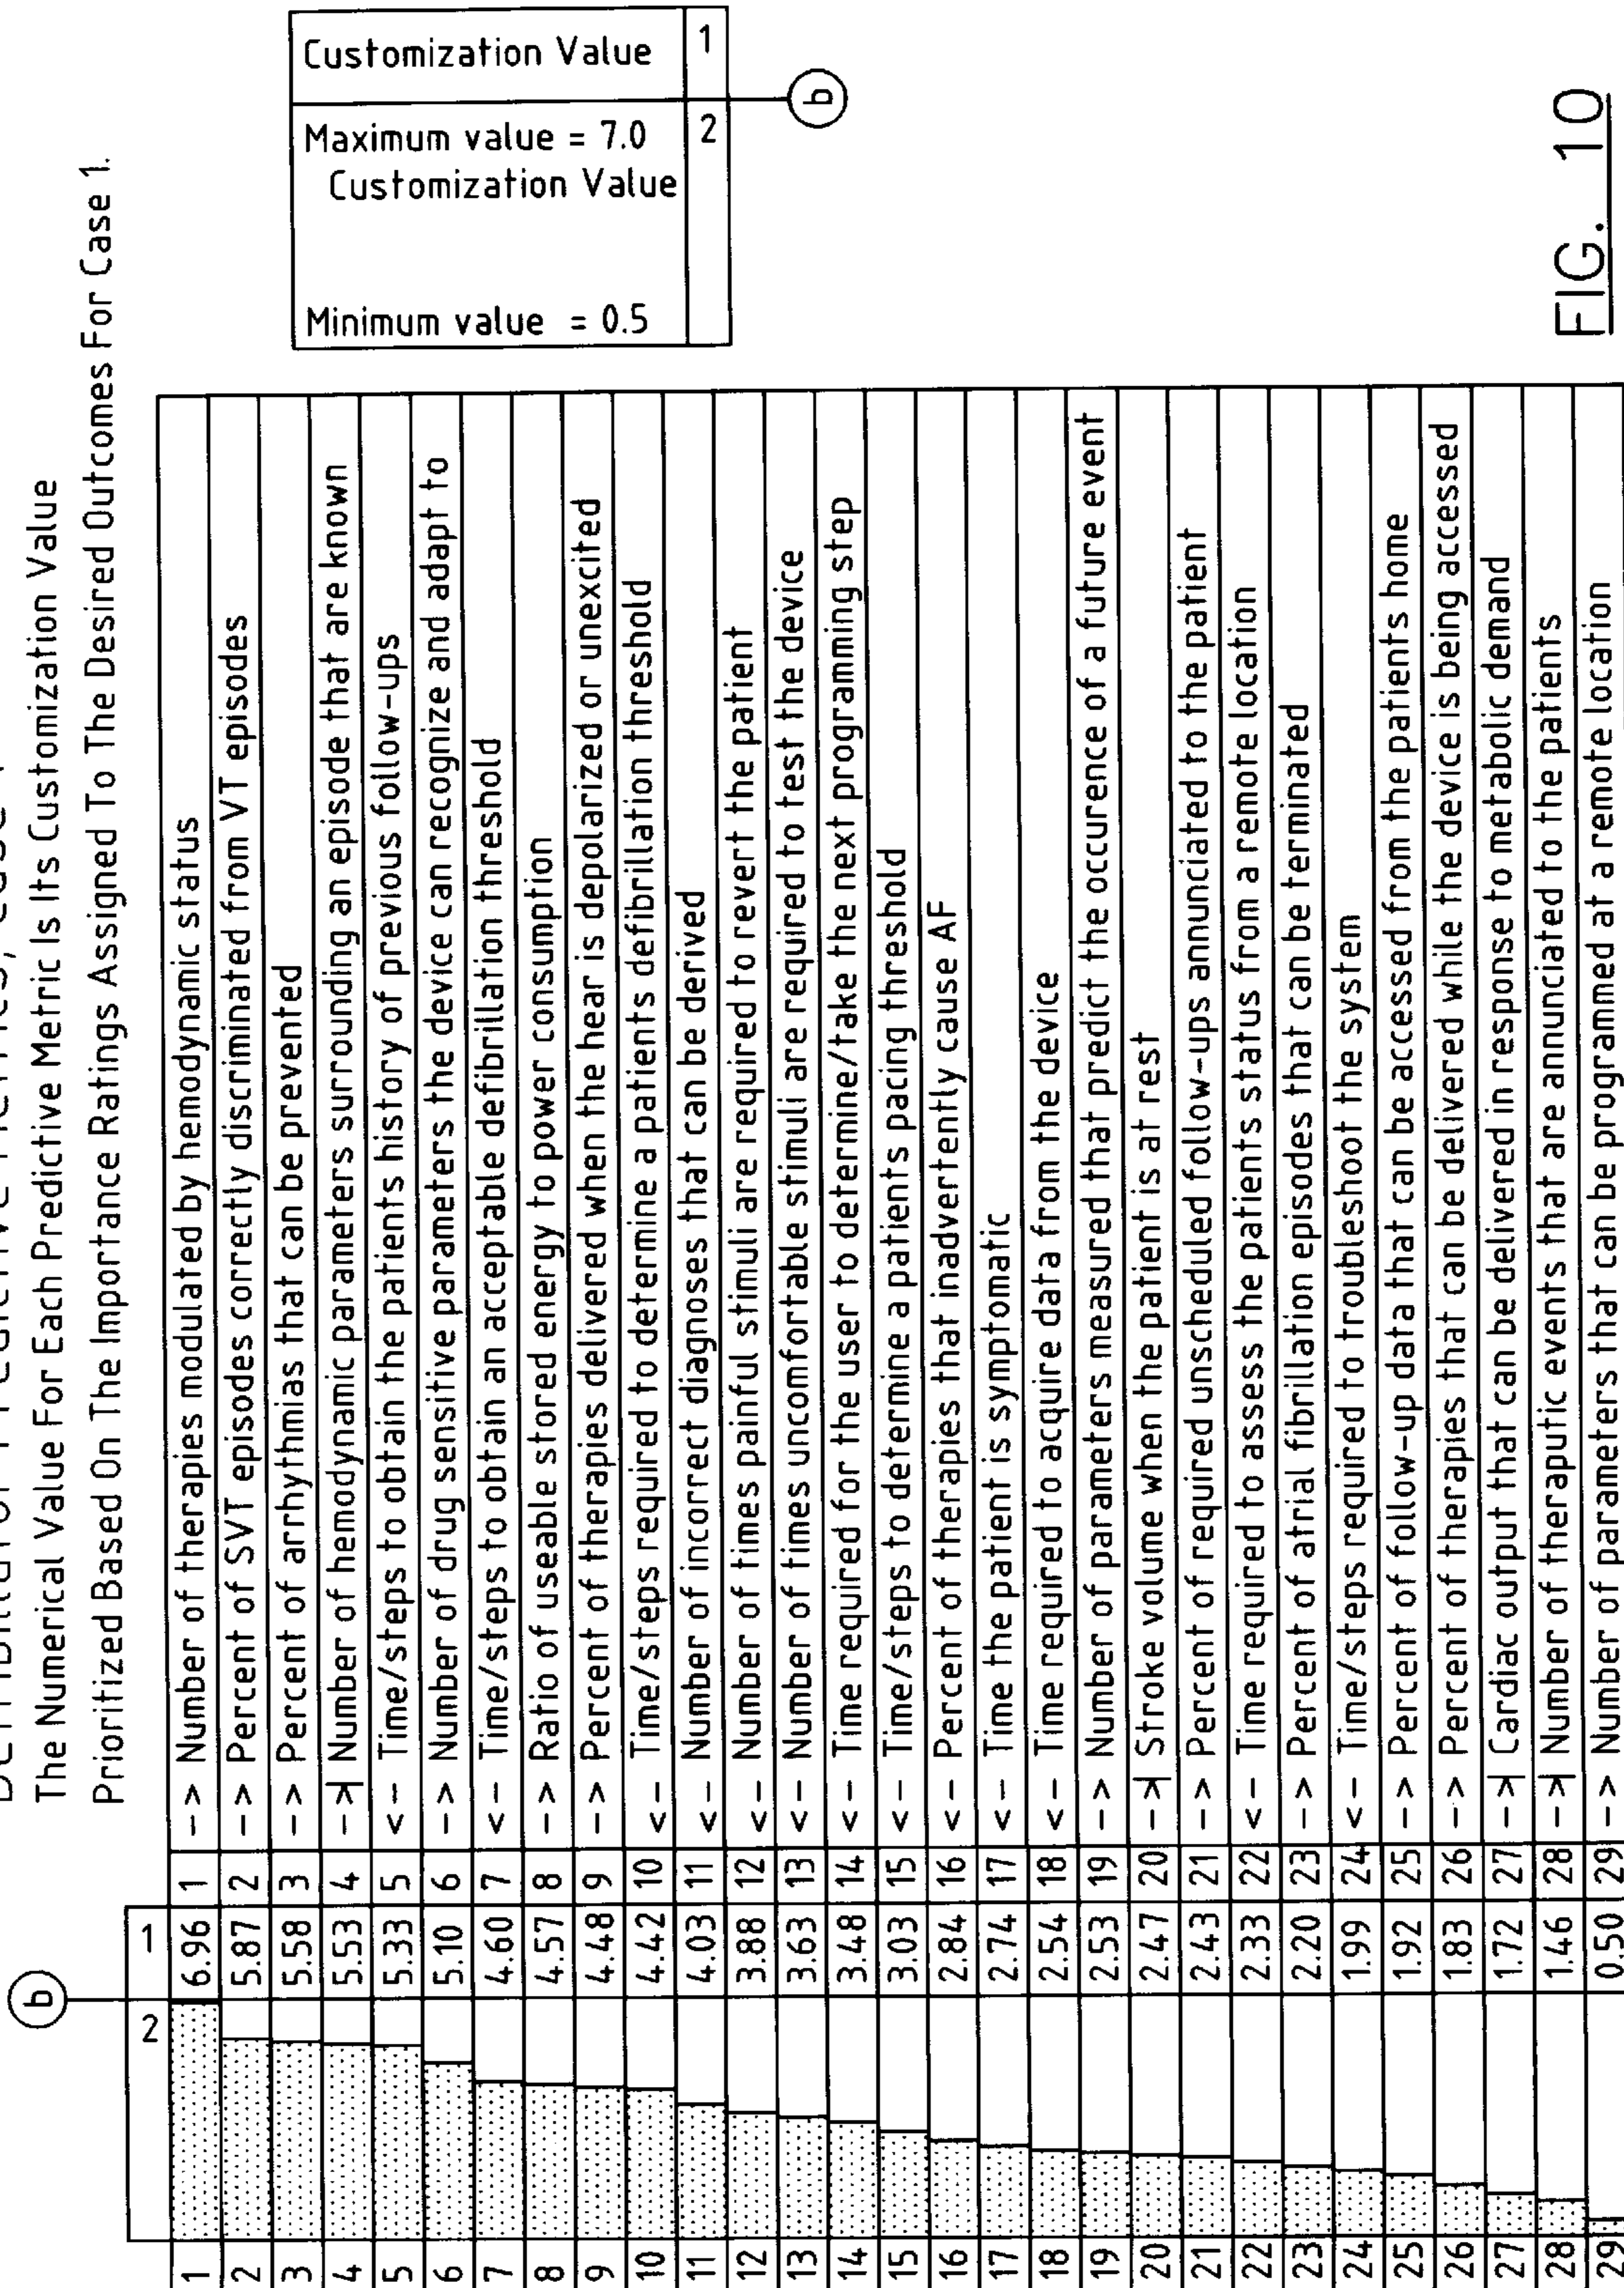 The Numerical Value For Each Predictive Metric Is Its Customization Value
Prioritized Based On The Importance Ratings Assigned To The Desired Outcomes For Case 1.
b
2 1
1 6.96 1 --> Number of therapies modulated by hemodynamic status
2 5.87 2 --> Percent of SVT episodes correctly discriminated from VT episodes
3 5.58 3 --> Percent of arrhythmias that can be prevented
4 5.53 4 -->| Number of hemodynamic parameters surrounding an episode that are known
5 5.33 5 <-- Time/steps to obtain the patients history of previous follow-ups
6 5.10 6 --> Number of drug sensitive parameters the device can recognize and adapt to
7 4.60 7 <-- Time/steps to obtain an acceptable defibrillation threshold
8 4.57 8 --> Ratio of useable stored energy to power consumption
9 4.48 9 --> Percent of therapies delivered when the hear is depolarized or unexcited
10 4.42 10 <-- Time/steps required to determine a patients defibrillation threshold
11 4.03 11 <-- Number of incorrect diagnoses that can be derived
12 3.88 12 <-- Number of times painful stimuli are required to revert the patient
13 3.63 13 <-- Number of times uncomfortable stimuli are required to test the device
14 3.48 14 <-- Time required for the user to determine/take the next programing step
15 3.03 15 <-- Time/steps to determine a patients pacing threshold
16 2.84 16 <-- Percent of therapies that inadvertently cause AF
17 2.74 17 <-- Time the patient is symptomatic
18 2.54 18 <-- Time required to acquire data from the device
19 2.53 19 --> Number of parameters measured that predict the occurence of a future event
20 2.47 20 -->| Stroke volume when the patient is at rest
21 2.43 21 --> Percent of required unscheduled follow-ups annunciated to the patient
22 2.33 22 <-- Time required to assess the patients status from a remote location
23 2.20 23 --> Percent of atrial fibrillation episodes that can be terminated
24 1.99 24 <-- Time/steps required to troubleshoot the system
25 1.92 25 --> Percent of follow-up data that can be accessed from the patients home
26 1.83 26 --> Percent of therapies that can be delivered while the device is being accessed
27 1.72 27 -->| Cardiac output that can be delivered in response to metabolic demand
28 1.46 28 -->| Number of theraputic events that are annunciated to the patients
29 0.50 29 --> Number of parameters that can be programmed at a remote location
Customization Value 1
Maximum value = 7.0 2
Customization Value
Minimum value = 0.5
b
FIG. 10